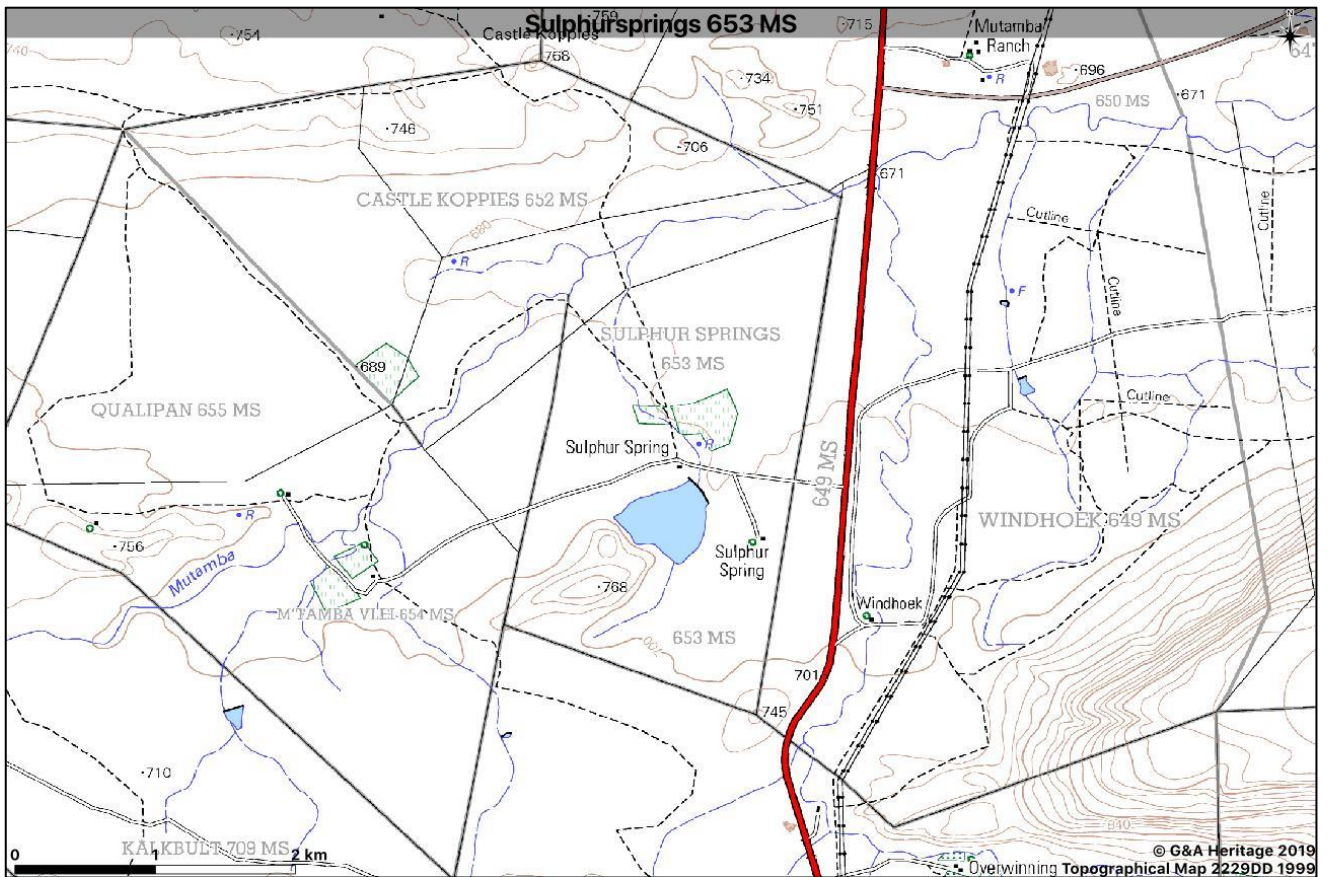 Sulphursprings 653 MS
759
715
Mutamba
Ranch
754
Castle Koppies
740
768
734
696
R
64
751
650 MS
671
746
706
671
CASTLE KOPPIES 652 MS
Cutline
Cutline
680
R
F
Cutline
SULPHUR SPRINGS
653 MS
689
QUALIPAN 655 MS
Cutline
Sulphur Spring
R
649 MS
R
WINDHOEK 649 MS
756
Sulphur
Spring
Mutamba
768
Windhoek
M'TAMBA VLEI 654 MS
653 MS
700
701
745
710
840
KALKBULT 709 MS
0
2 km
© G&A Heritage 2019
Overwinning Topographical Map 2229DD 1999